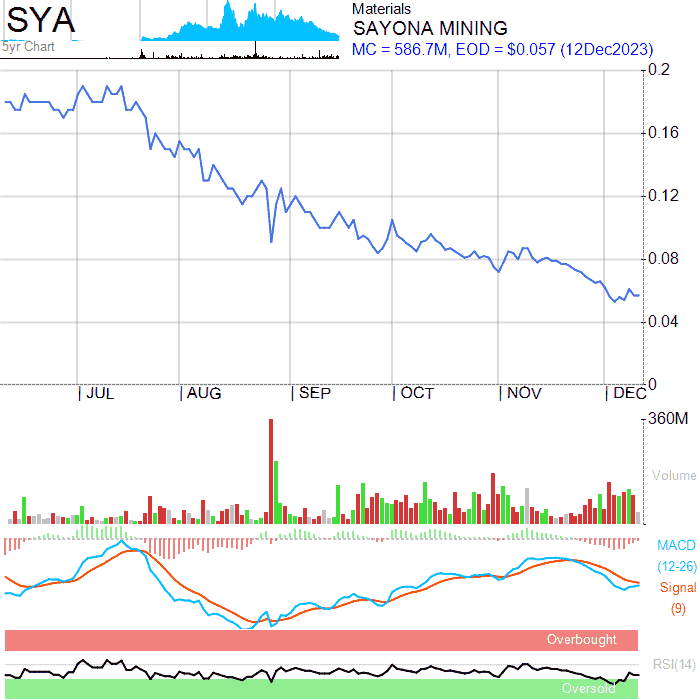 SYA
5yr Chart
Materials
SAYONA MINING
MC = 586.7M, EOD = $0.057 (12Dec2023)
0.2
0.16
0.12
0.08
0.04
0
JUL
AUG
SEP
OCT
NOV
DEC
360M
Volume
MACD
(12-26)
Signal
(9)
Overbought
RSI(14)
Oversold